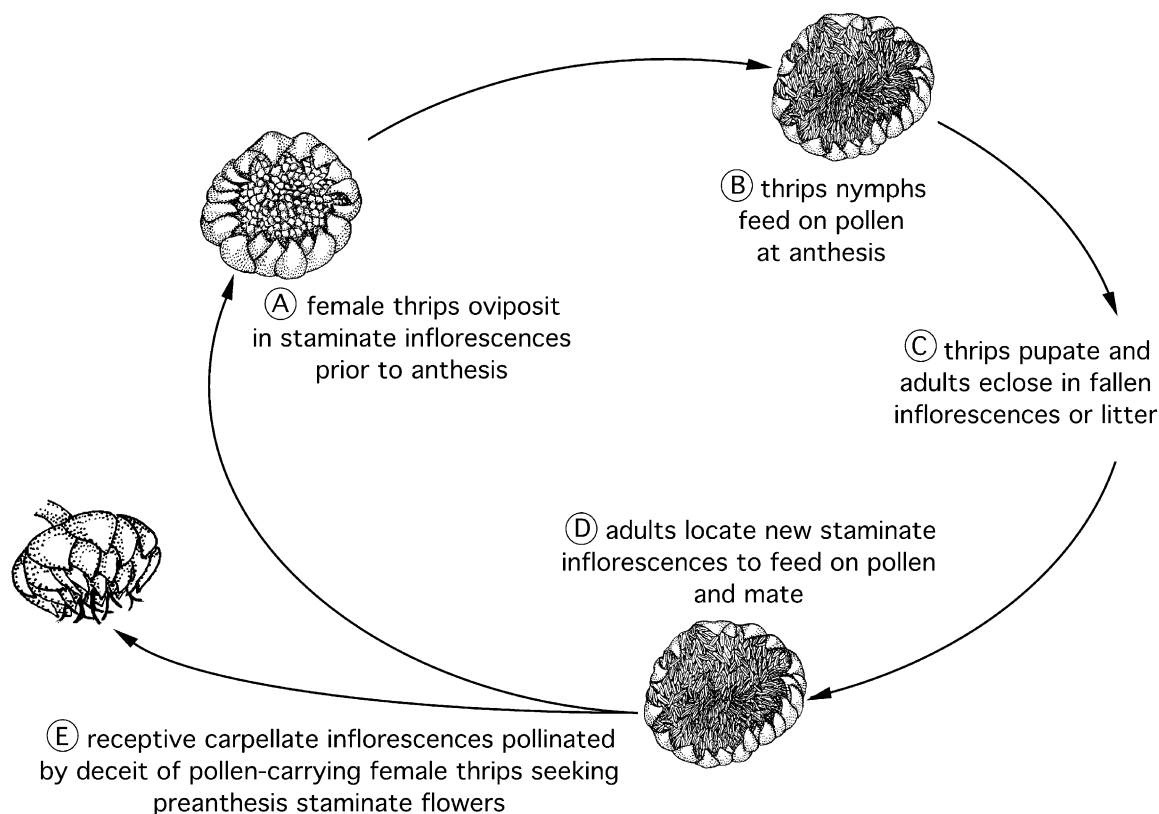 Ⓐ female thrips oviposit
in staminate inflorescences
prior to anthesis
Ⓑ thrips nymphs
feed on pollen
at anthesis
Ⓒ thrips pupate and
adults eclose in fallen
inflorescences or litter
Ⓓ adults locate new staminate
inflorescences to feed on pollen
and mate
Ⓔ receptive carpellate inflorescences pollinated
by deceit of pollen-carrying female thrips seeking
preanthesis staminate flowers